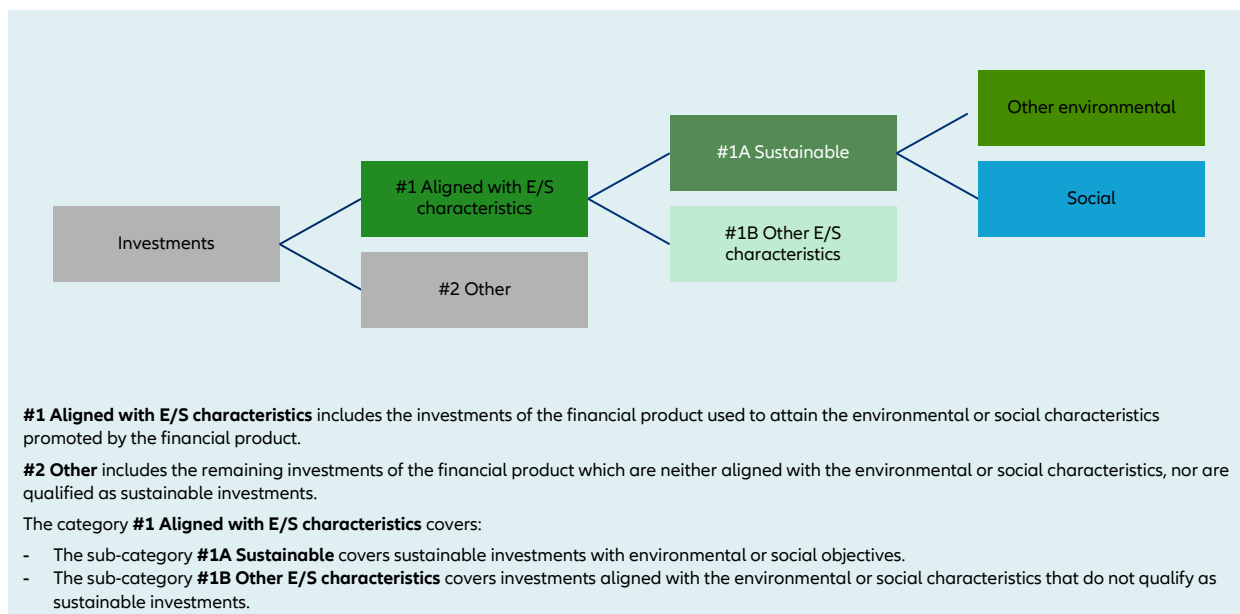 Other environmental
#1A Sustainable
#1 Aligned with E/S
characteristics
Social
Investments
#1B Other E/S
characteristics
#2 Other
#1 Aligned with E/S characteristics includes the investments of the financial product used to attain the environmental or social characteristics
promoted by the financial product.
#2 Other includes the remaining investments of the financial product which are neither aligned with the environmental or social characteristics, nor are
qualified as sustainable investments.
The category #1 Aligned with E/S characteristics covers:
- The sub-category #1A Sustainable covers sustainable investments with environmental or social objectives.
- The sub-category #1B Other E/S characteristics covers investments aligned with the environmental or social characteristics that do not qualify as
sustainable investments.